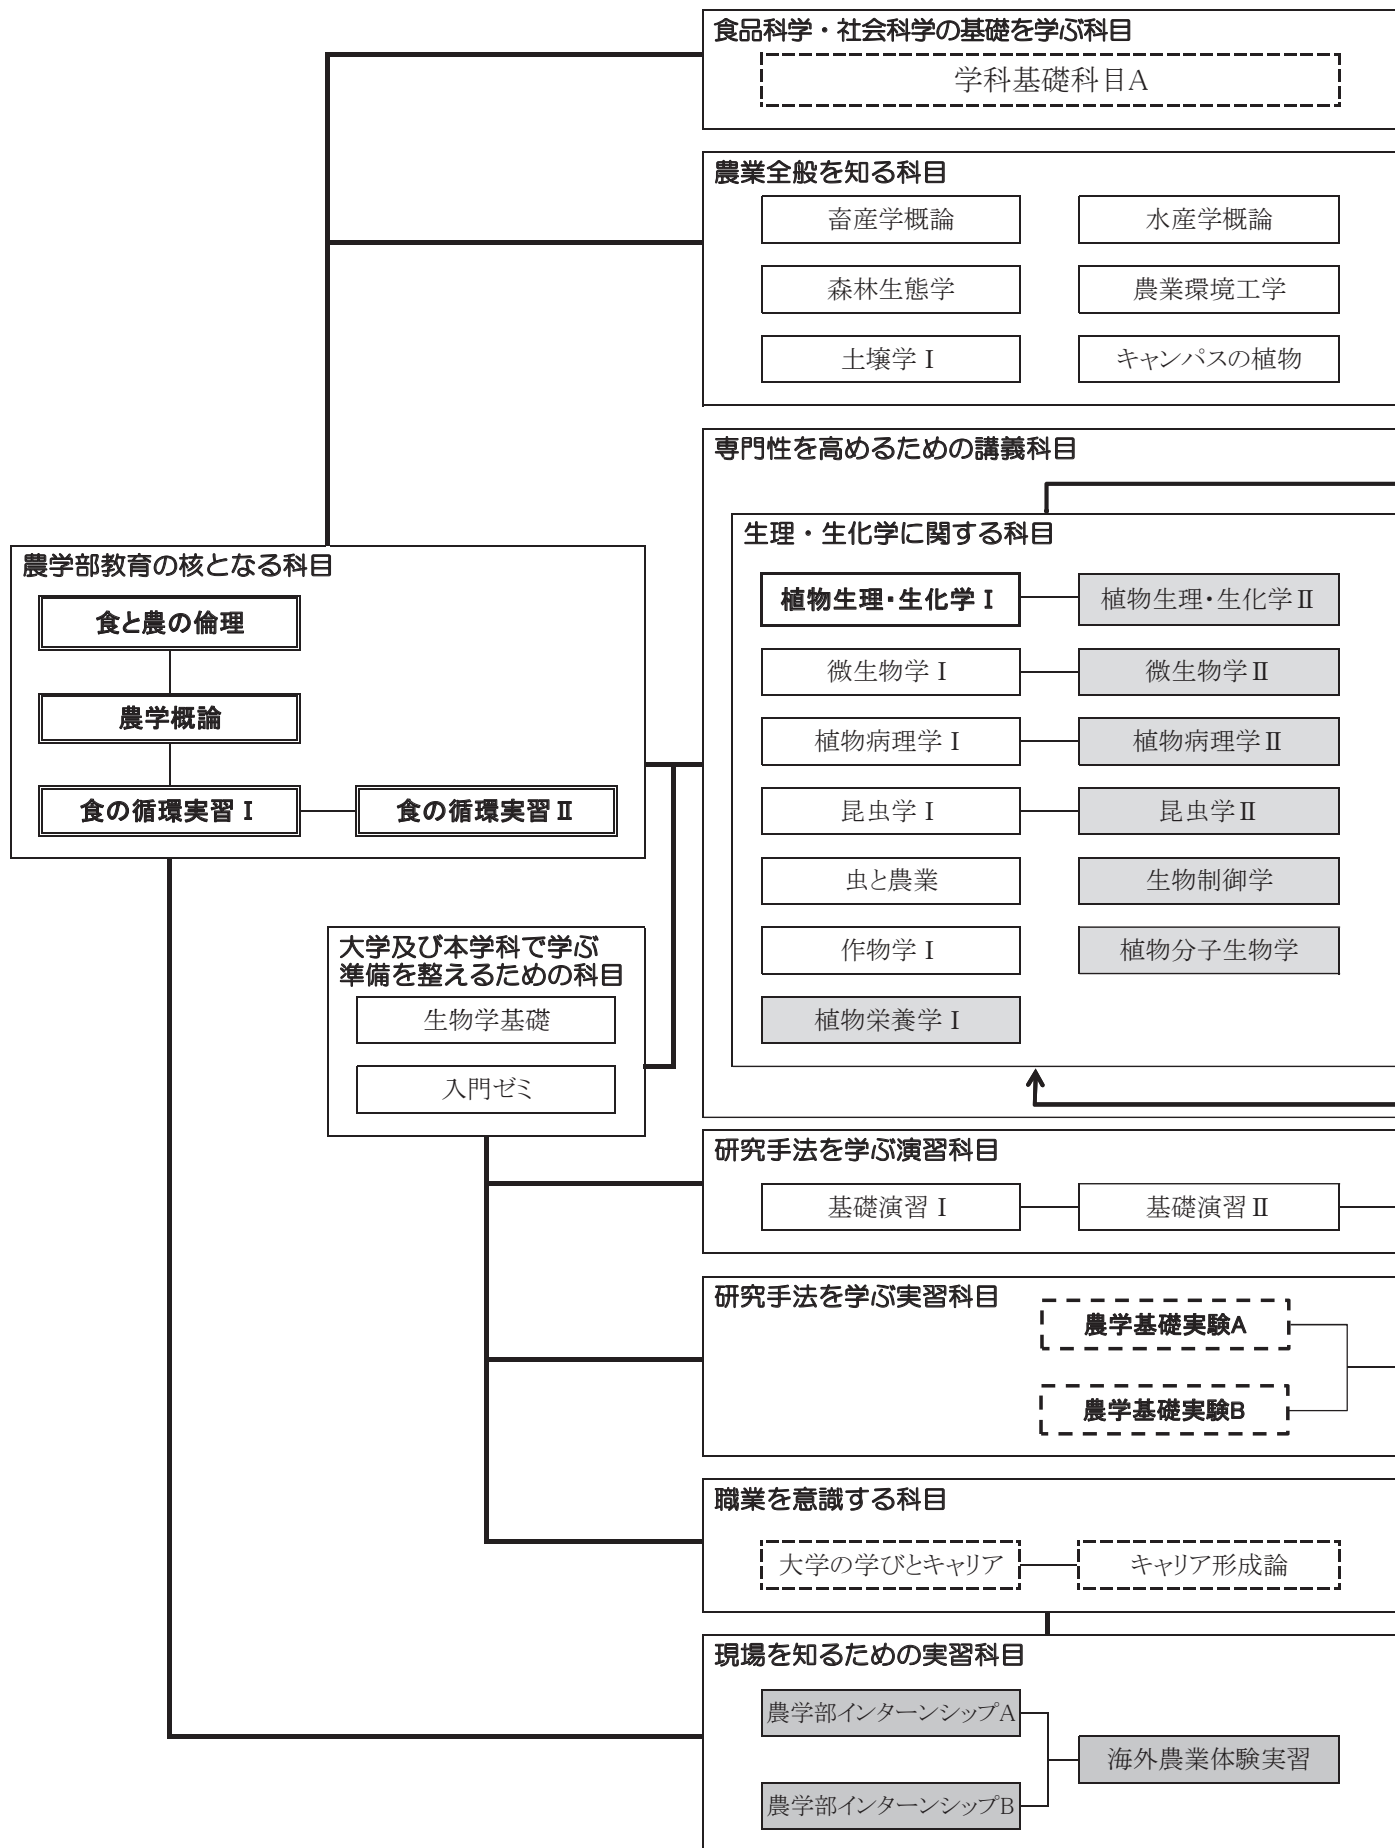 食品科学・社会科学の基礎を学ぶ科目
学科基礎科目A
農業全般を知る科目
畜産学概論
水産学概論
森林生態学
農業環境工学
土壌学Ⅰ
キャンパスの植物
専門性を高めるための講義科目
生理・生化学に関する科目
植物生理・生化学Ⅰ
植物生理・生化学Ⅱ
微生物学Ⅰ
微生物学Ⅱ
植物病理学Ⅰ
植物病理学Ⅱ
昆虫学Ⅰ
昆虫学Ⅱ
虫と農業
生物制御学
作物学Ⅰ
植物分子生物学
植物栄養学Ⅰ
農学部教育の核となる科目
食と農の倫理
農学概論
食の循環実習Ⅰ
食の循環実習Ⅱ
大学及び本学科で学ぶ
準備を整えるための科目
生物学基礎
入門ゼミ
研究手法を学ぶ演習科目
基礎演習Ⅰ
基礎演習Ⅱ
研究手法を学ぶ実習科目
農学基礎実験A
農学基礎実験B
職業を意識する科目
大学の学びとキャリア
キャリア形成論
現場を知るための実習科目
農学部インターンシップA
海外農業体験実習
農学部インターンシップB